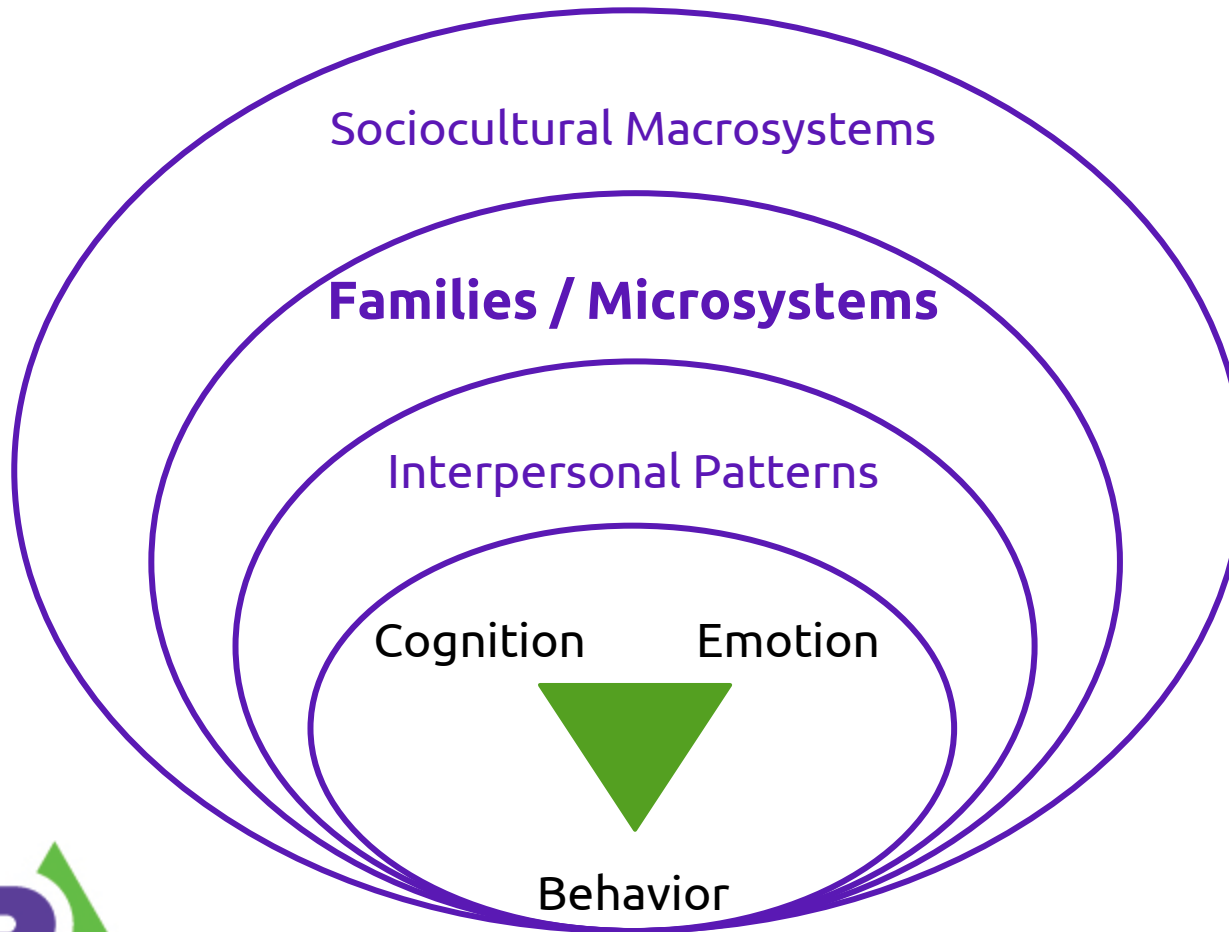 Sociocultural Macrosystems
Families / Microsystems
Interpersonal Patterns
Cognition Emotion
Behavior